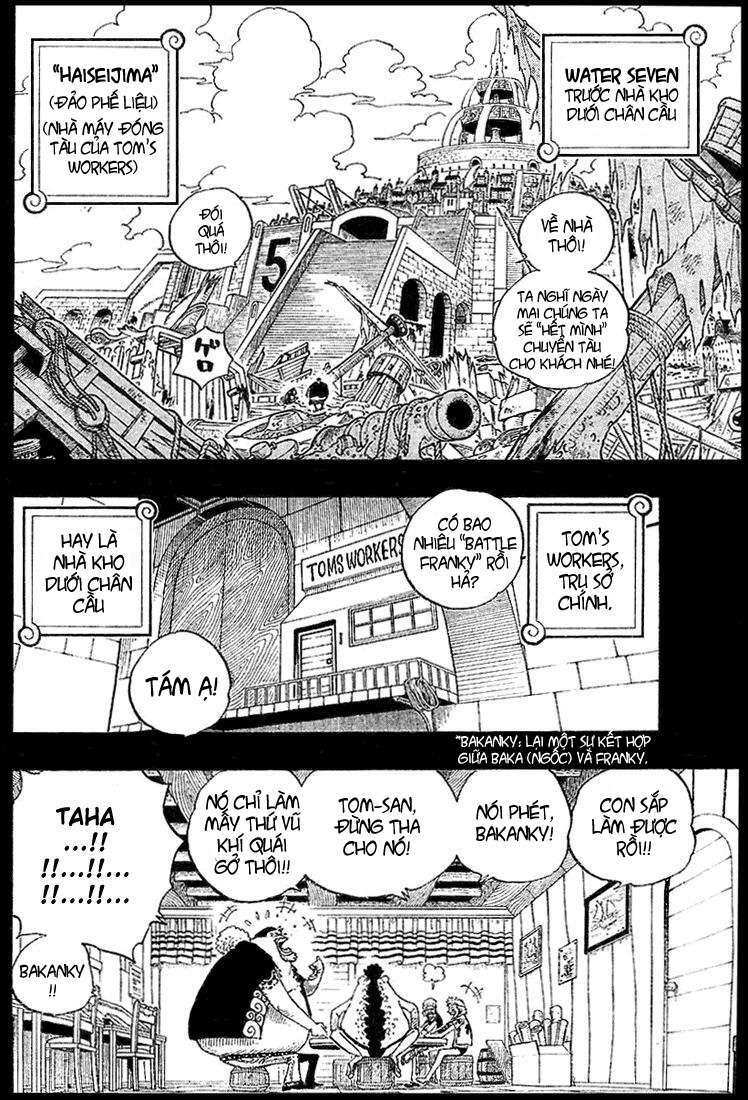 WATER SEVEN
TRƯỚC NHÀ KHO
DƯỚI CHÂN CẦU
"HAISEIJIMA"
(ĐẢO PHẾ LIỆU)
(NHÀ MÁY ĐÓNG
TÀU CỦA TOM'S
WORKERS)
VỀ NHÀ
THÔI!
TA NGHĨ NGÀY
MAI CHÚNG TA
SẼ "HẾT MÌNH"
CHUYẾN TÀU
CHO KHÁCH NHÉ!
ĐÓI
QUÁ
THÔI!
5
ゲロ
TOM'S
WORKERS,
TRỤ SỞ
CHÍNH.
CÓ BAO
NHIÊU "BATTLE
FRANKY" RỒI
HẢ?
TOMS WORKERS
HAY LÀ
NHÀ KHO
DƯỚI CHÂN
CẦU
TÁM Ạ!
*BAKANKY: LẠI MỘT SỰ KẾT HỢP
GIỮA BAKA (NGỐC) VÀ FRANKY.
CON SẮP
LÀM ĐƯỢC
RỒI!!
NÓI PHÉT,
BAKANKY!
TOM-SAN,
ĐỪNG THA
CHO NÓ!
NÓ CHỈ LÀM
MẤY THỨ VŨ
KHÍ QUÁI
GỞ THÔI!!
TAHA
...!!
!!...!!...
!!...!!...
BAKANKY
!!